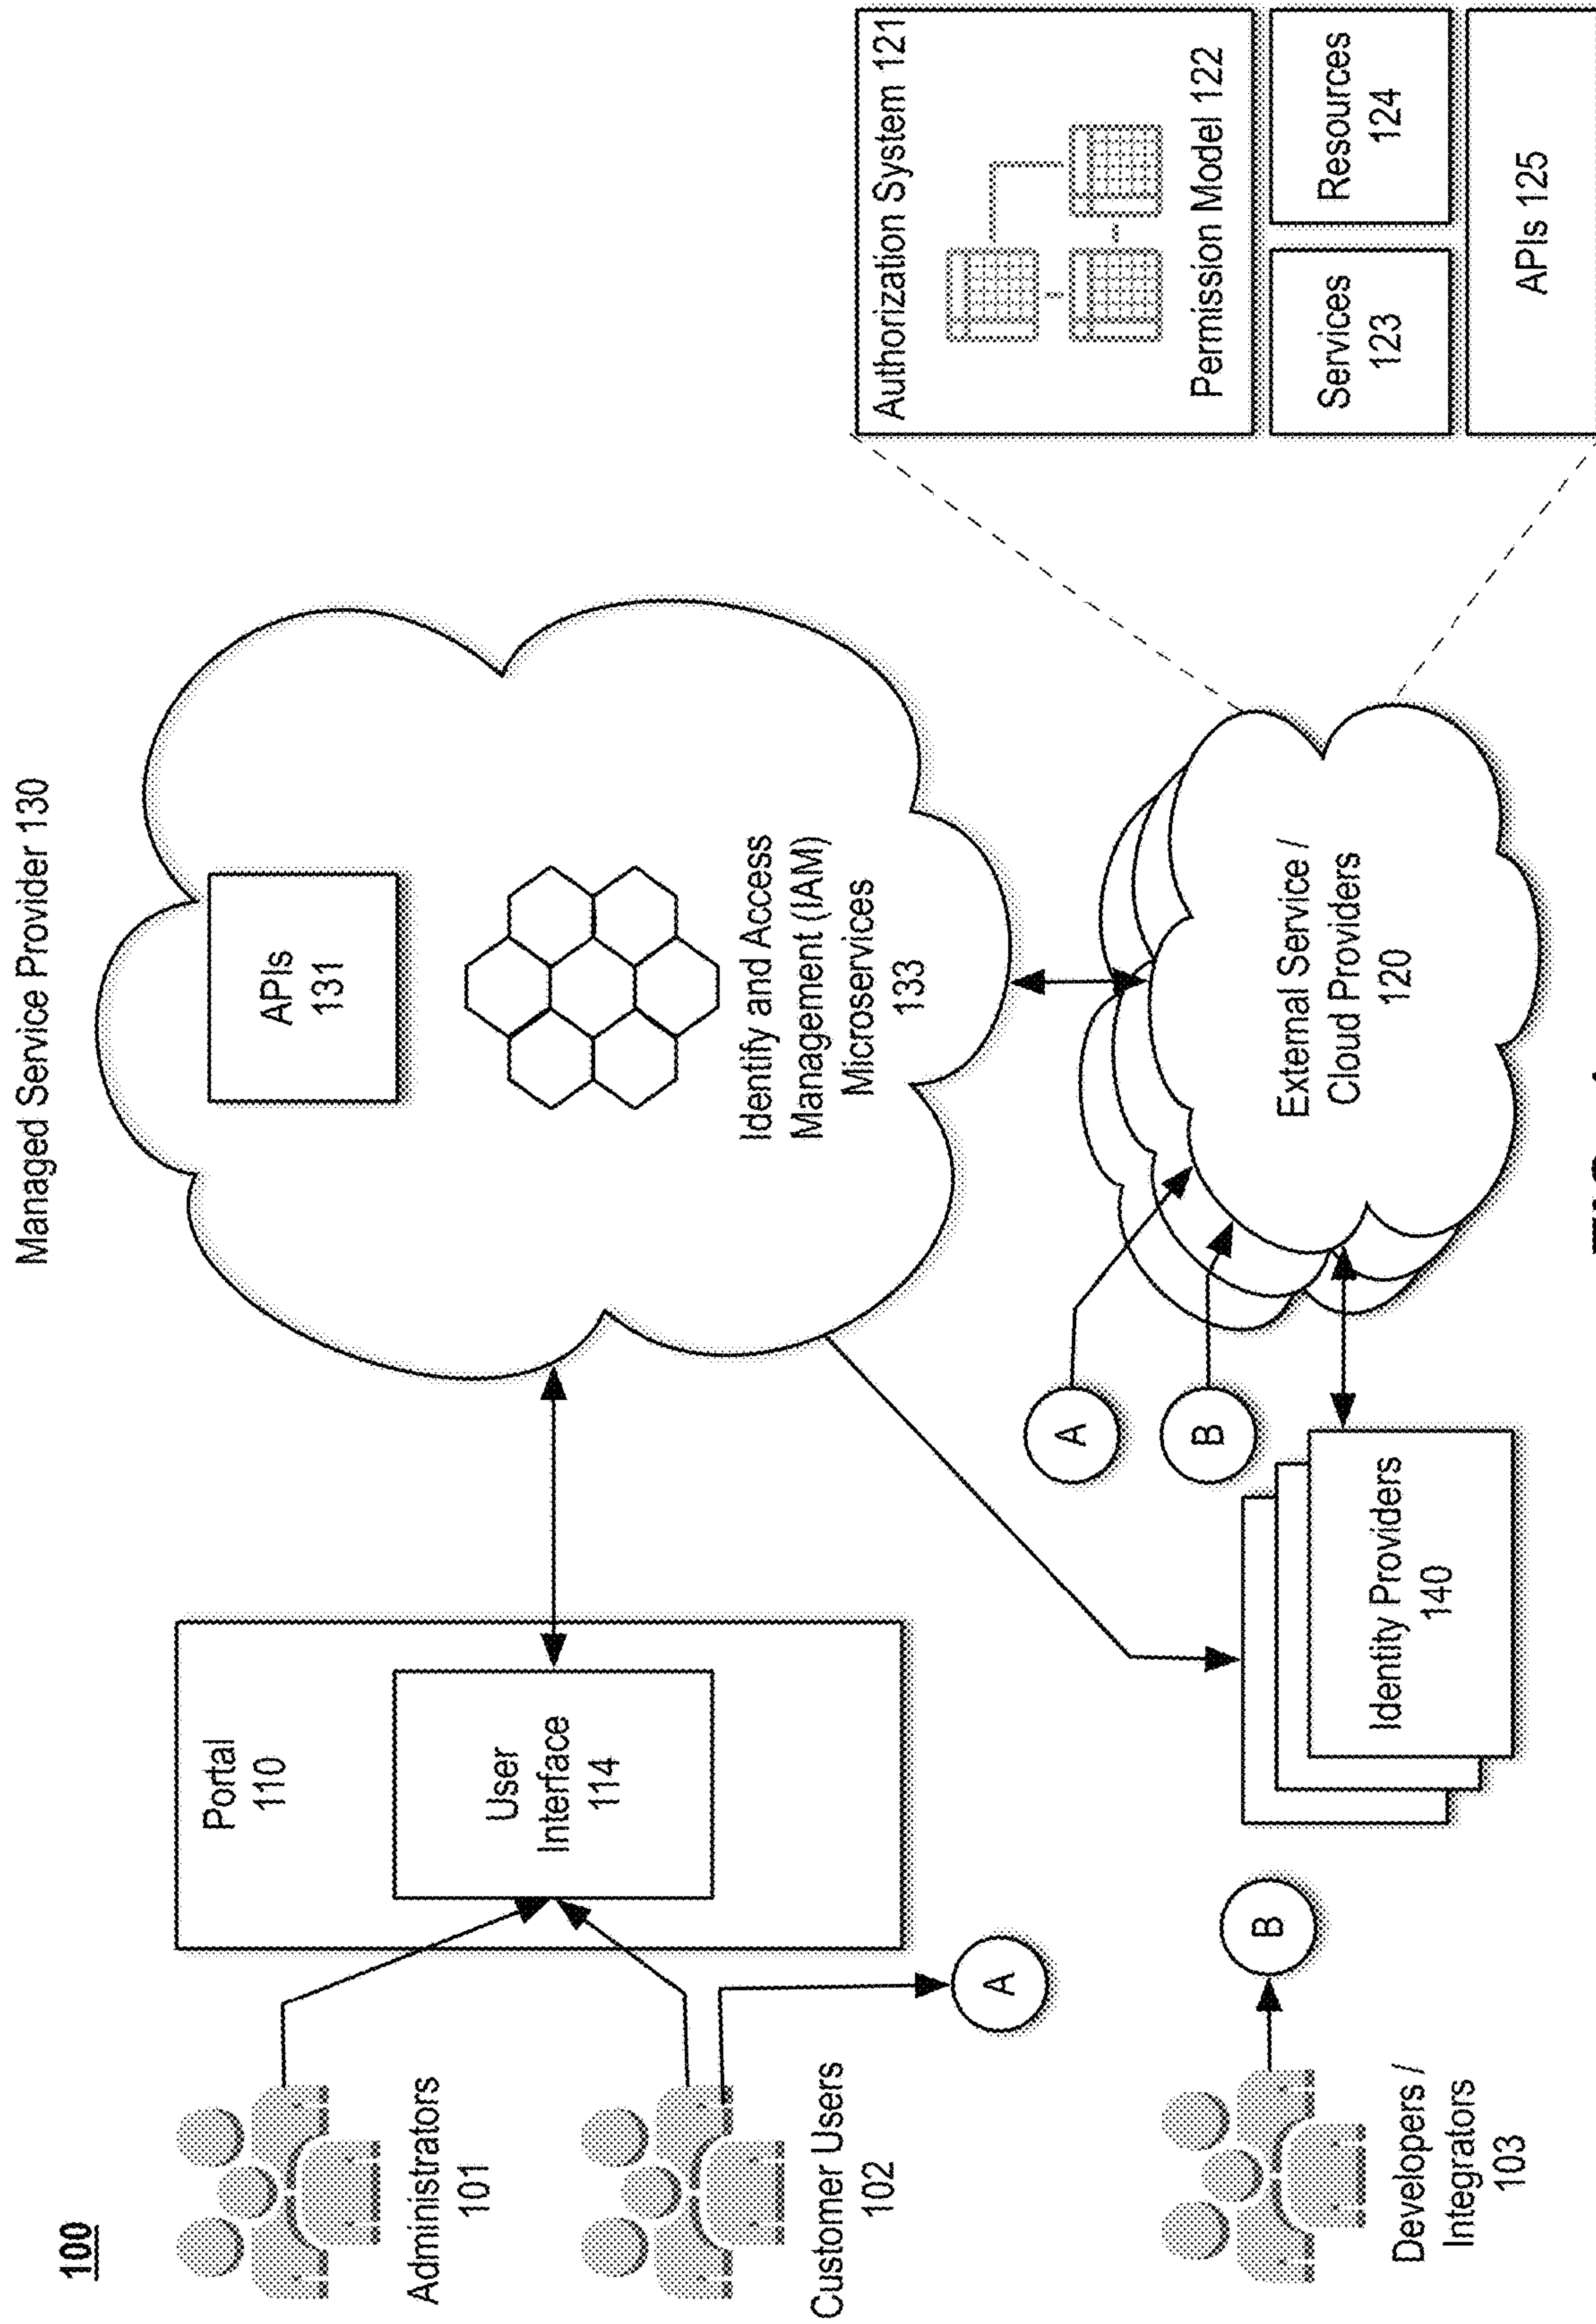 100
Managed Service Provider 130
Administrators
101
Customer Users
102
Developers /
Integrators
103
Portal
110
User
Interface
114
A
B
APIs
131
Identify and Access
Management (IAM)
Microservices
133
A
B
Identity Providers
140
External Service /
Cloud Providers
120
Authorization System 121
Permission Model 122
Services
123
Resources
124
APIs 125